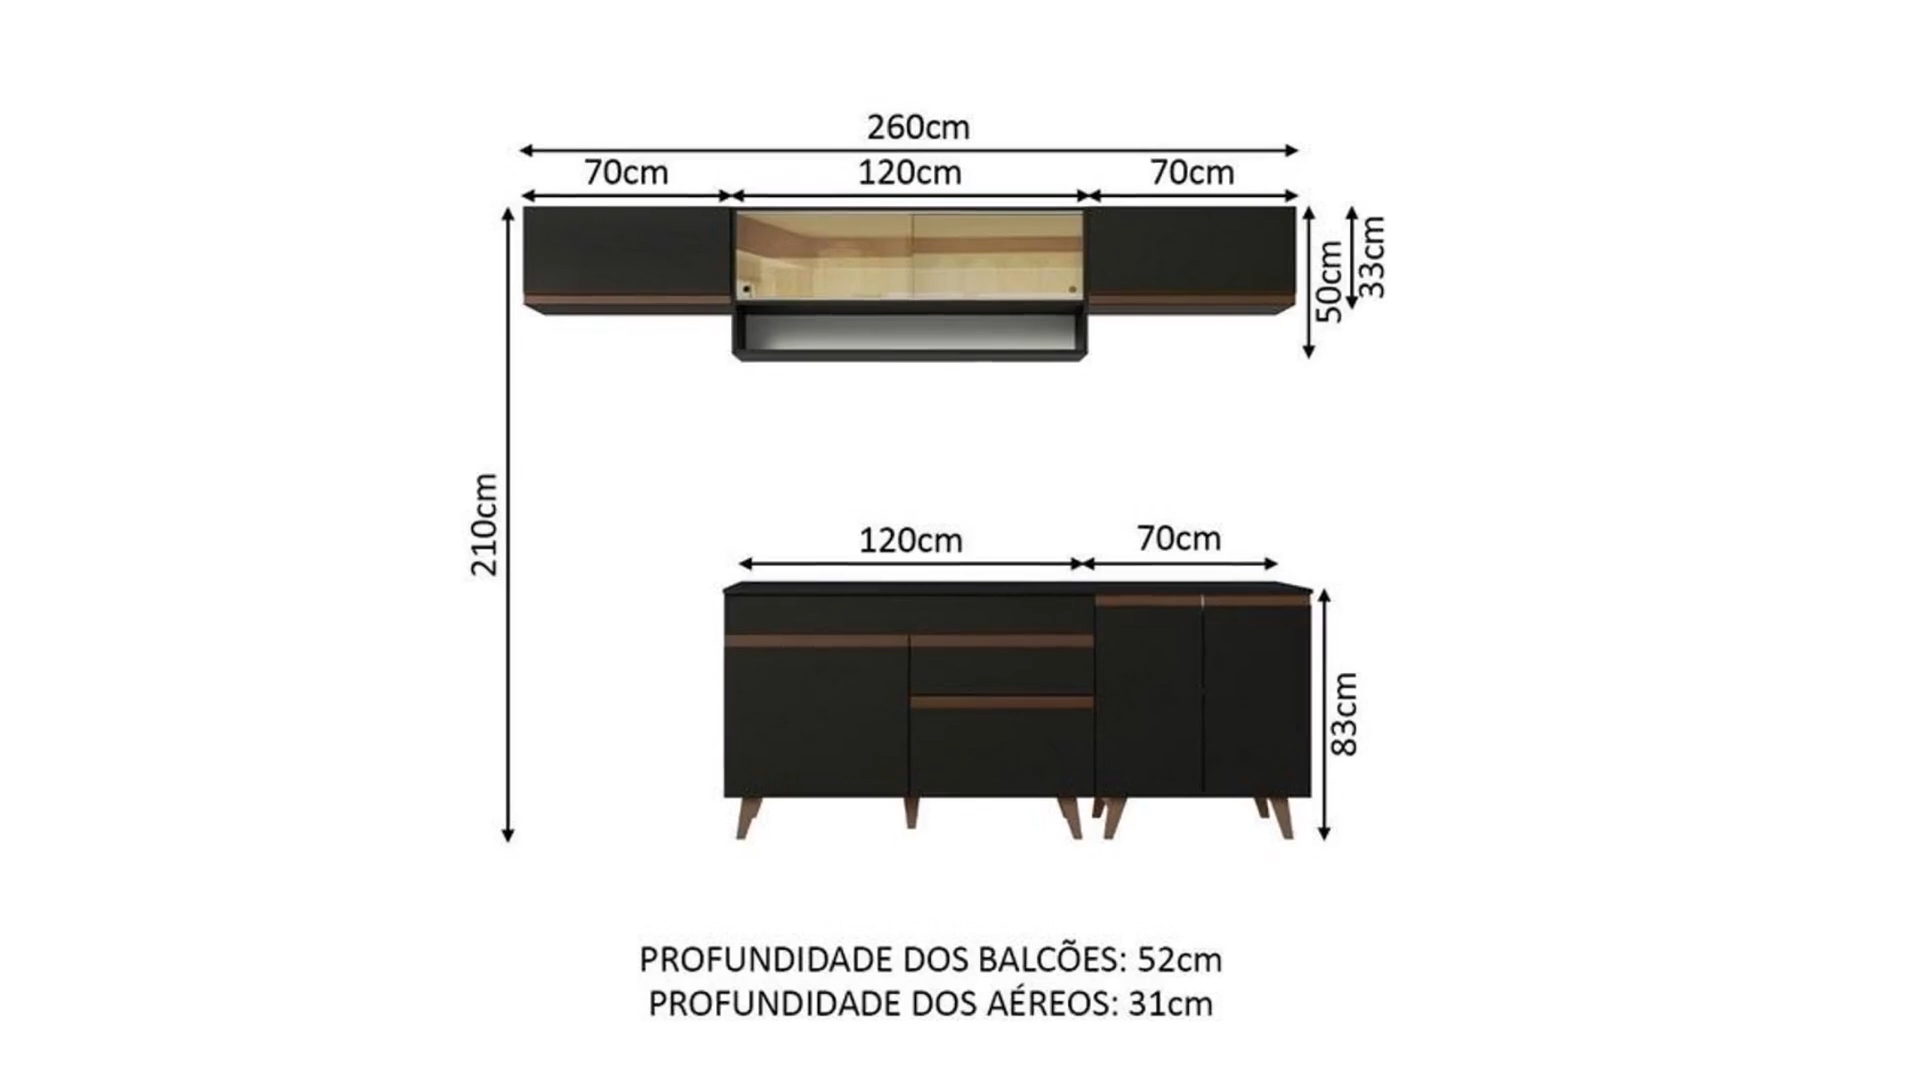 260cm
70cm 120cm 70cm
50cm
33cm
210cm
120cm 70cm
83cm
PROFUNDIDADE DOS BALCÕES: 52cm
PROFUNDIDADE DOS AÉREOS: 31cm